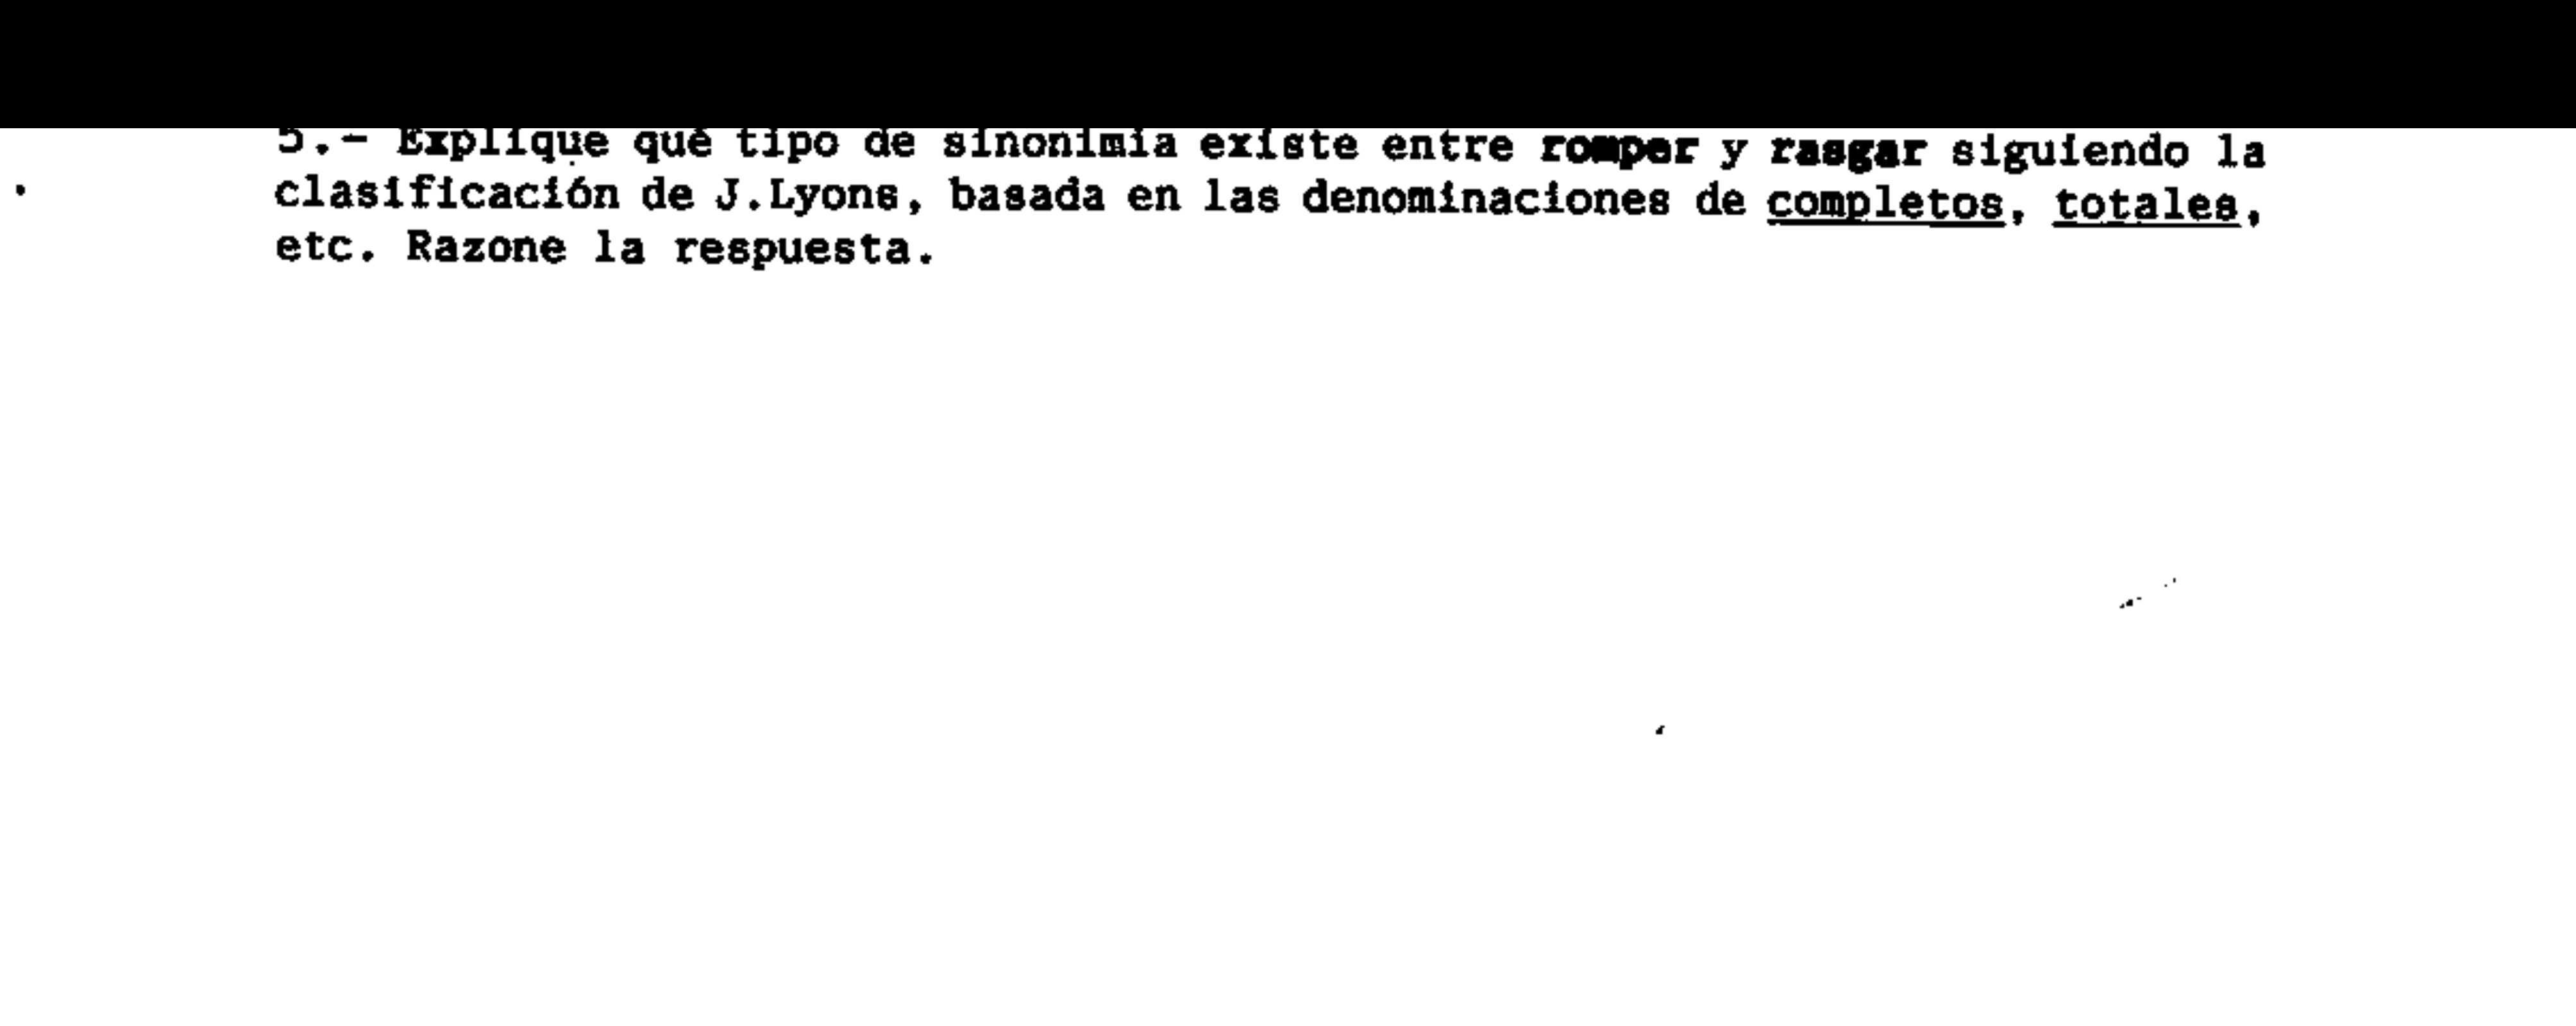 5.- Explique qué tipo de sinonimia existe entre romper y rasgar siguiendo la
clasificación de J.Lyons, basada en las denominaciones de completos, totales,
etc. Razone la respuesta.